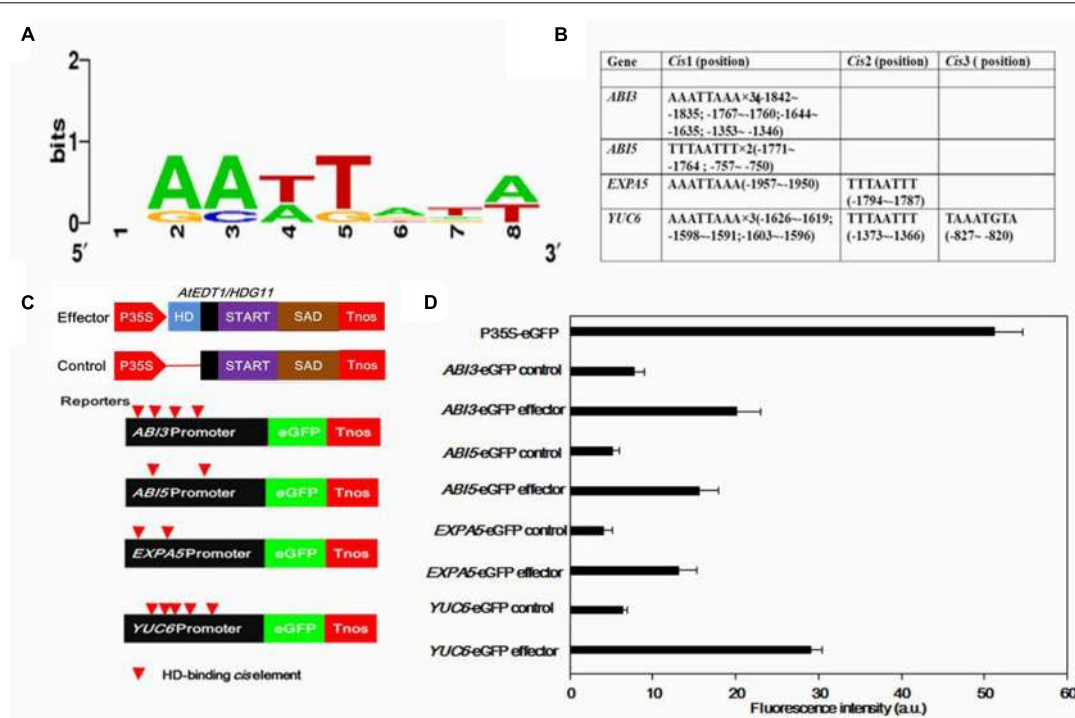 A
2
1
0
bits
5′
1 2 3 4 5 6 7 8
3′
B
Gene Cis1 (position) Cis2 (position) Cis3 ( position)
ABI3 AAATTAAA×3(-1842~
-1835; -1767~-1760;-1644~
-1635; -1353~ -1346)
ABI5 TTTAATTT×2(-1771~
-1764 ; -757~ -750)
EXPA5 AAATTAAA(-1957~-1950) TTTAATTT
(-1794~-1787)
YUC6 AAATTAAA×3(-1626~-1619;
-1598~-1591;-1603~-1596) TTTAATTT
(-1373~-1366) TAAATGTA
(-827~ -820)
C
AtEDT1/HDG11
Effector P35S HD START SAD Tnos
Control P35S START SAD Tnos
Reporters
ABI3 Promoter eGFP Tnos
ABI5 Promoter eGFP Tnos
EXPA5 Promoter eGFP Tnos
YUC6 Promoter eGFP Tnos
HD-binding cis element
D
P35S-eGFP
ABI3-eGFP control
ABI3-eGFP effector
ABI5-eGFP control
ABI5-eGFP effector
EXPA5-eGFP control
EXPA5-eGFP effector
YUC6-eGFP control
YUC6-eGFP effector
0 10 20 30 40 50 60
Fluorescence intensity (a.u.)